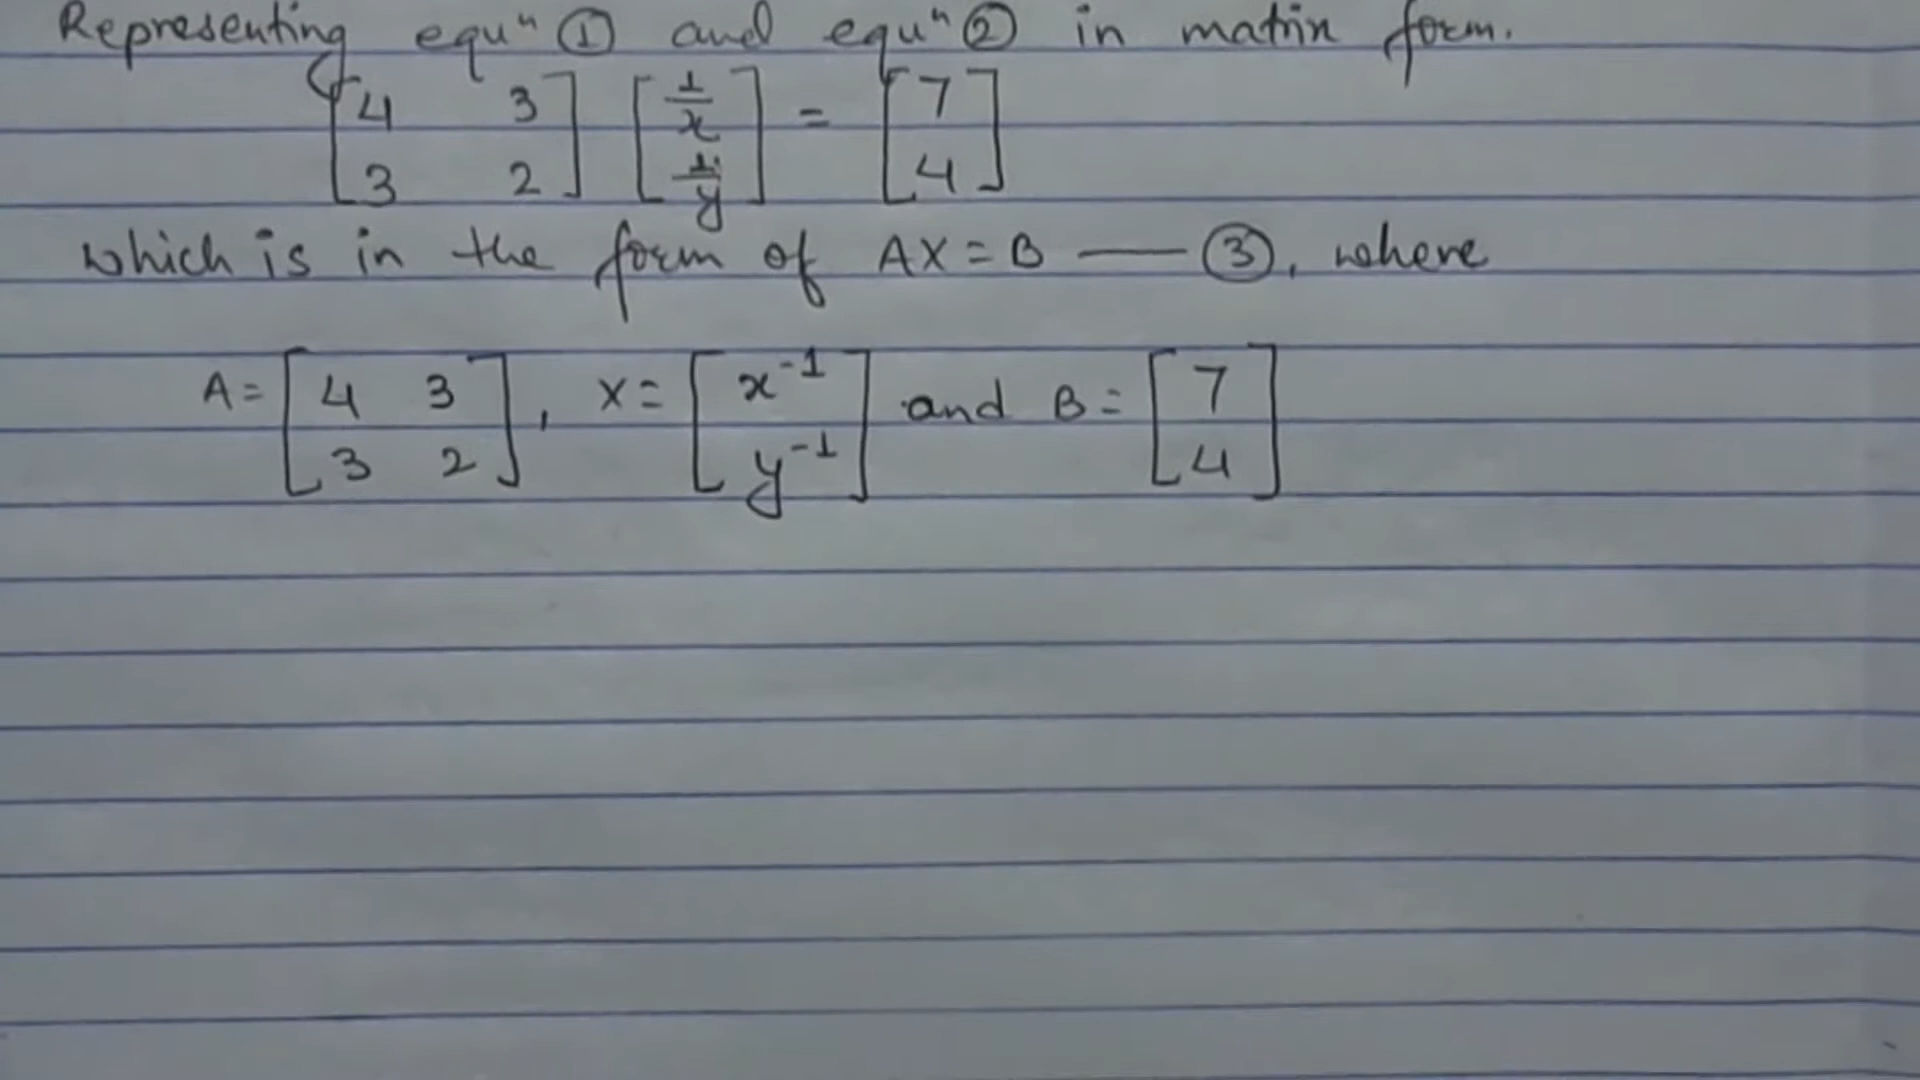 Representing equⁿ ① and equⁿ ② in matrix form.
[4 3; 3 2] [1/x; 1/y] = [7; 4]
which is in the form of AX = B — ③, where
A = [4 3; 3 2], X = [x⁻¹; y⁻¹] and B = [7; 4]